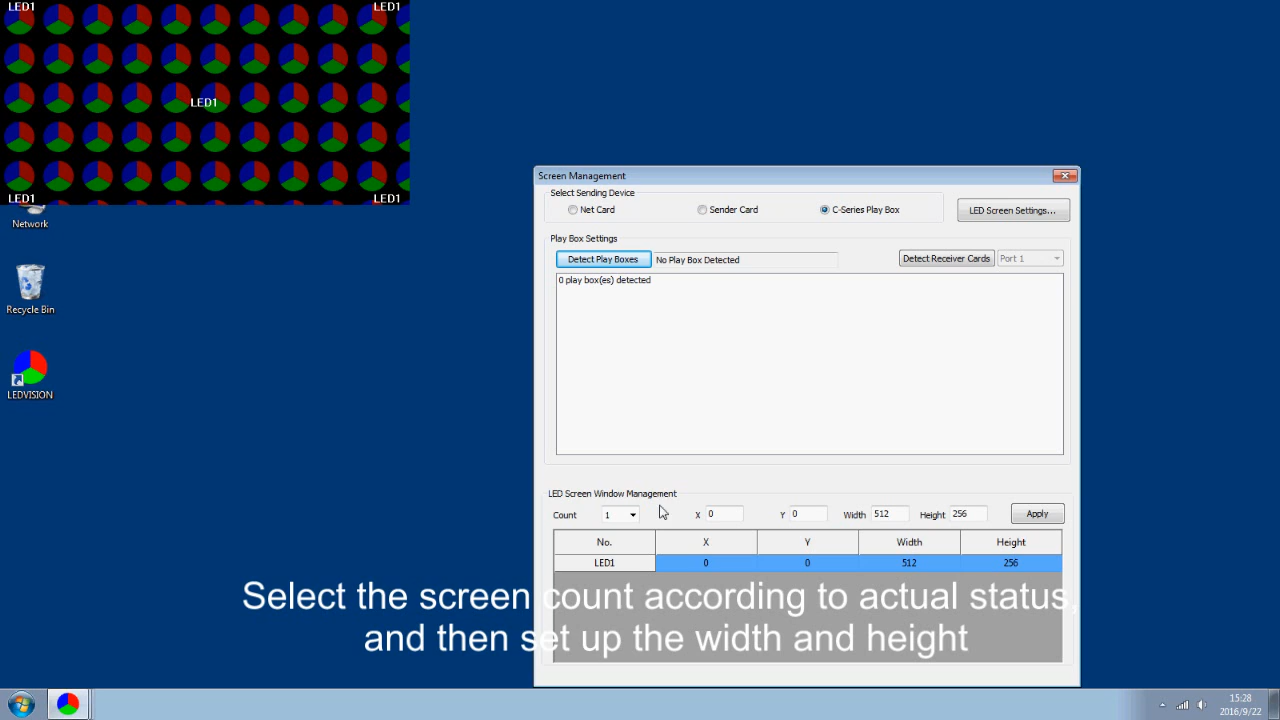 LED1 LED1
LED1
LED1 LED1
Network
Recycle Bin
LEDVISION
Screen Management
Select Sending Device
Net Card Sender Card C-Series Play Box LED Screen Settings...
Play Box Settings
Detect Play Boxes No Play Box Detected Detect Receiver Cards Port 1
0 play box(es) detected
LED Screen Window Management
Count 1 X 0 Y 0 Width 512 Height 256 Apply
No. X Y Width Height
LED1 0 0 512 256
Select the screen count according to actual status,
and then set up the width and height
15:28
2016/9/22